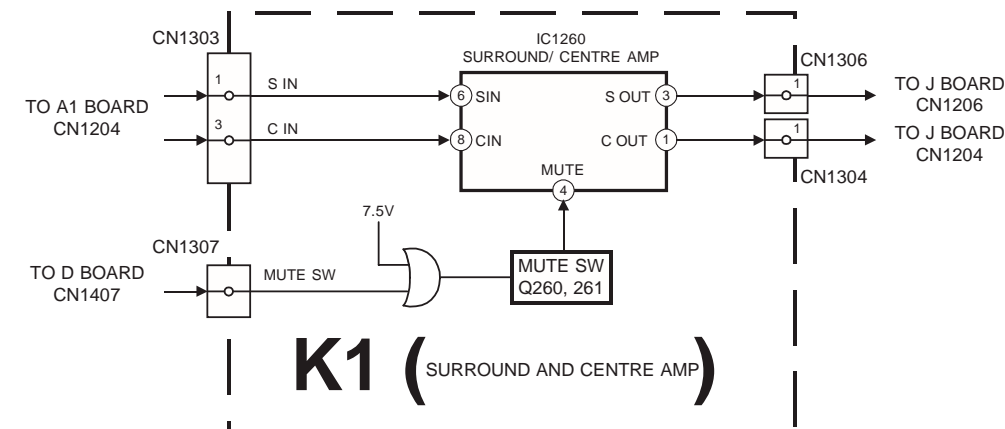 CN1303
IC1260
SURROUND/ CENTRE AMP
CN1306
1
S IN
6
SIN
S OUT
3
1
TO J BOARD
CN1206
TO A1 BOARD
CN1204
3
C IN
8
CIN
C OUT
1
1
TO J BOARD
CN1204
MUTE
4
CN1304
7.5V
CN1307
TO D BOARD
CN1407
MUTE SW
MUTE SW
Q260, 261
K1 (SURROUND AND CENTRE AMP)